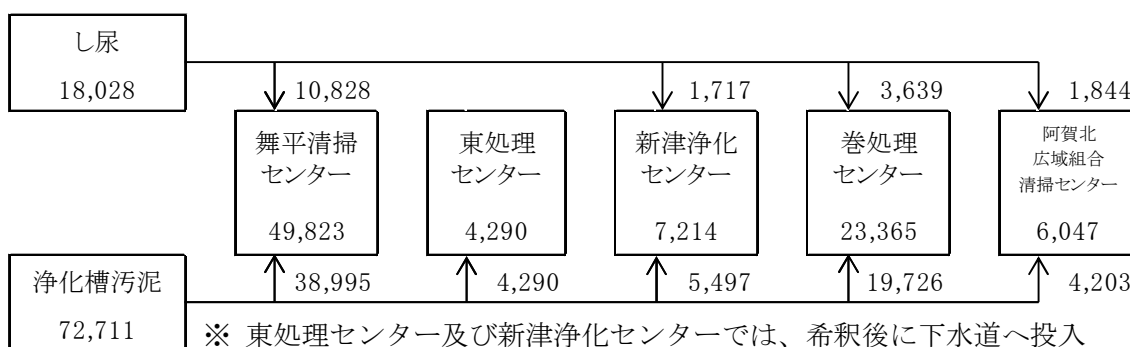 し尿
18,028
10,828
1,717
3,639
1,844
舞平清掃
センター
49,823
東処理
センター
4,290
新津浄化
センター
7,214
巻処理
センター
23,365
阿賀北
広域組合
清掃センター
6,047
浄化槽汚泥
72,711
38,995
4,290
5,497
19,726
4,203
※ 東処理センター及び新津浄化センターでは、希釈後に下水道へ投入